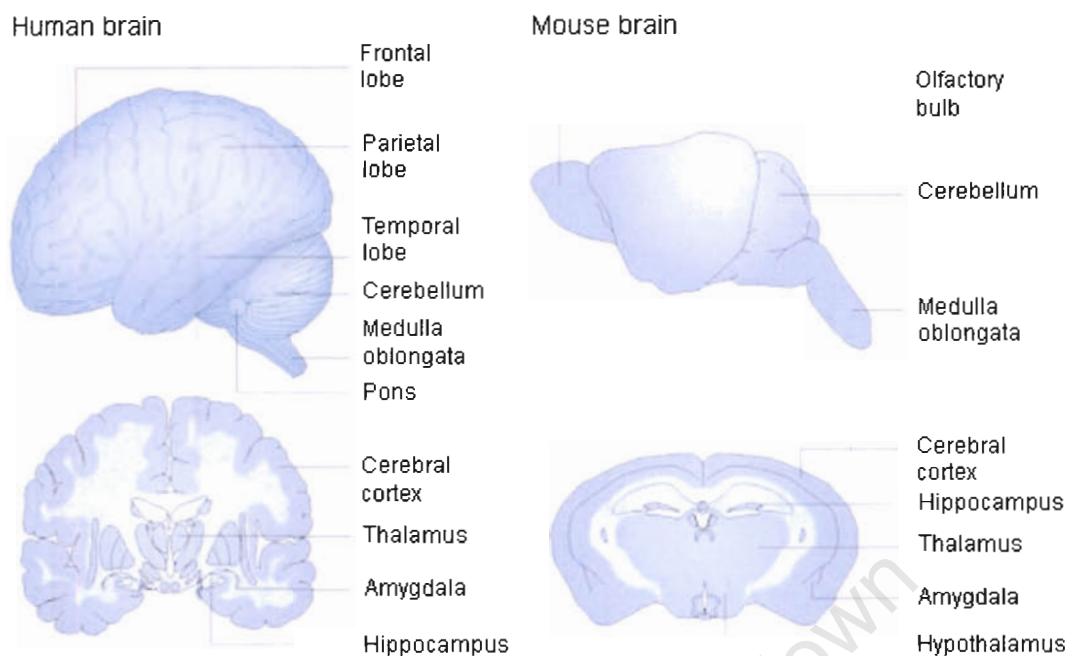 Human brain
Frontal
lobe
Parietal
lobe
Temporal
lobe
Cerebellum
Medulla
oblongata
Pons
Cerebral
cortex
Thalamus
Amygdala
Hippocampus
Mouse brain
Olfactory
bulb
Cerebellum
Medulla
oblongata
Cerebral
cortex
Hippocampus
Thalamus
Amygdala
Hypothalamus
own